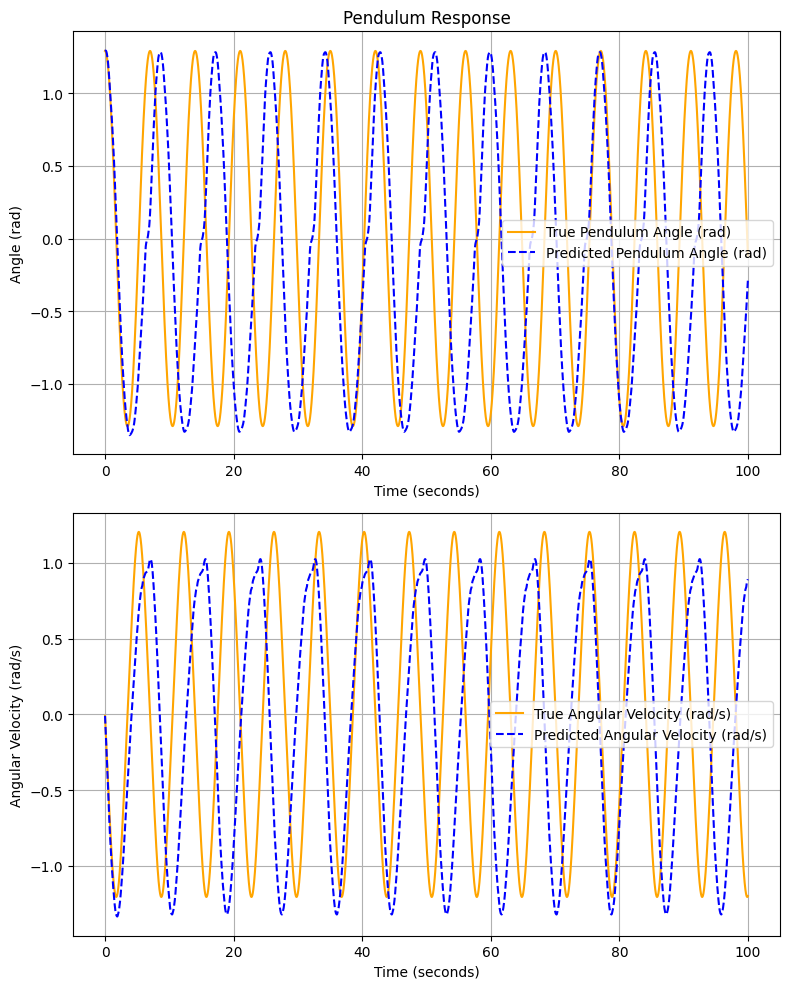 Pendulum Response
1.0
0.5
0.0
−0.5
−1.0
Angle (rad)
True Pendulum Angle (rad)
Predicted Pendulum Angle (rad)
0 20 40 60 80 100
Time (seconds)
1.0
0.5
0.0
−0.5
−1.0
Angular Velocity (rad/s)
True Angular Velocity (rad/s)
Predicted Angular Velocity (rad/s)
0 20 40 60 80 100
Time (seconds)